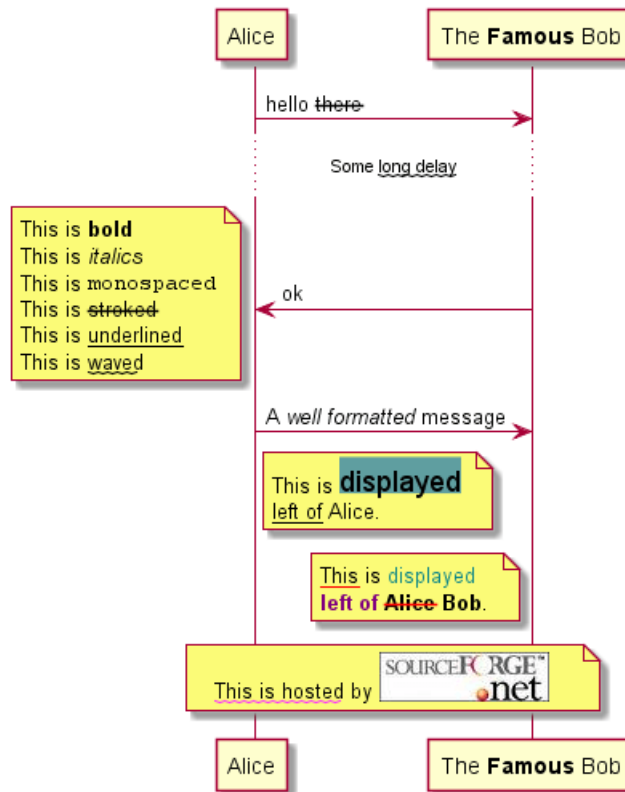 Alice
The Famous Bob
hello there
Some long delay
This is bold
This is italics
This is monospaced
This is stroked
This is underlined
This is waved
ok
A well formatted message
This is displayed
left of Alice.
This is displayed
left of Alice Bob.
This is hosted by SOURCEFORGE™
.net
Alice
The Famous Bob